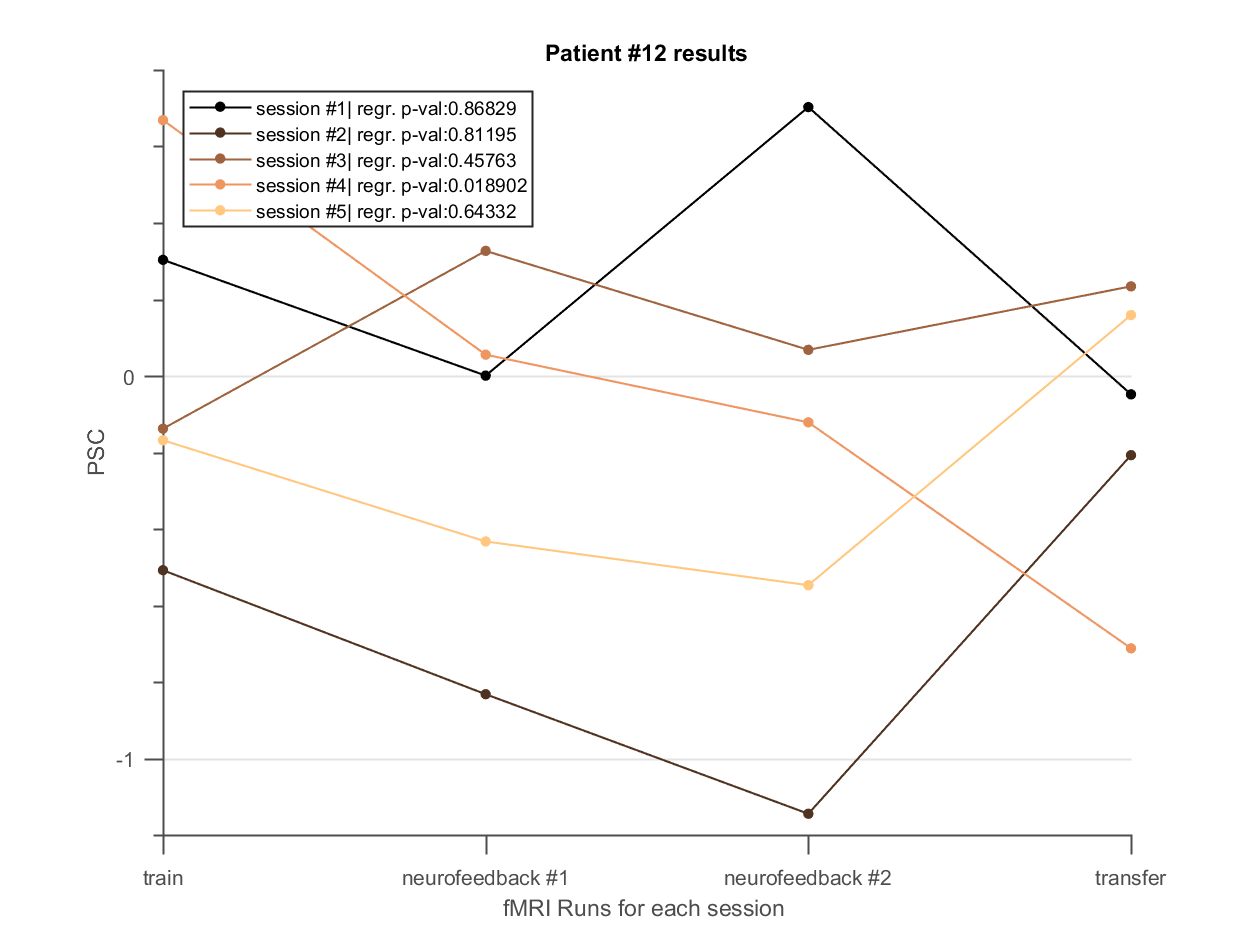 Patient #12 results
session #1| regr. p-val:0.86829
session #2| regr. p-val:0.81195
session #3| regr. p-val:0.45763
session #4| regr. p-val:0.018902
session #5| regr. p-val:0.64332
0
PSC
-1
train
neurofeedback #1
neurofeedback #2
transfer
fMRI Runs for each session